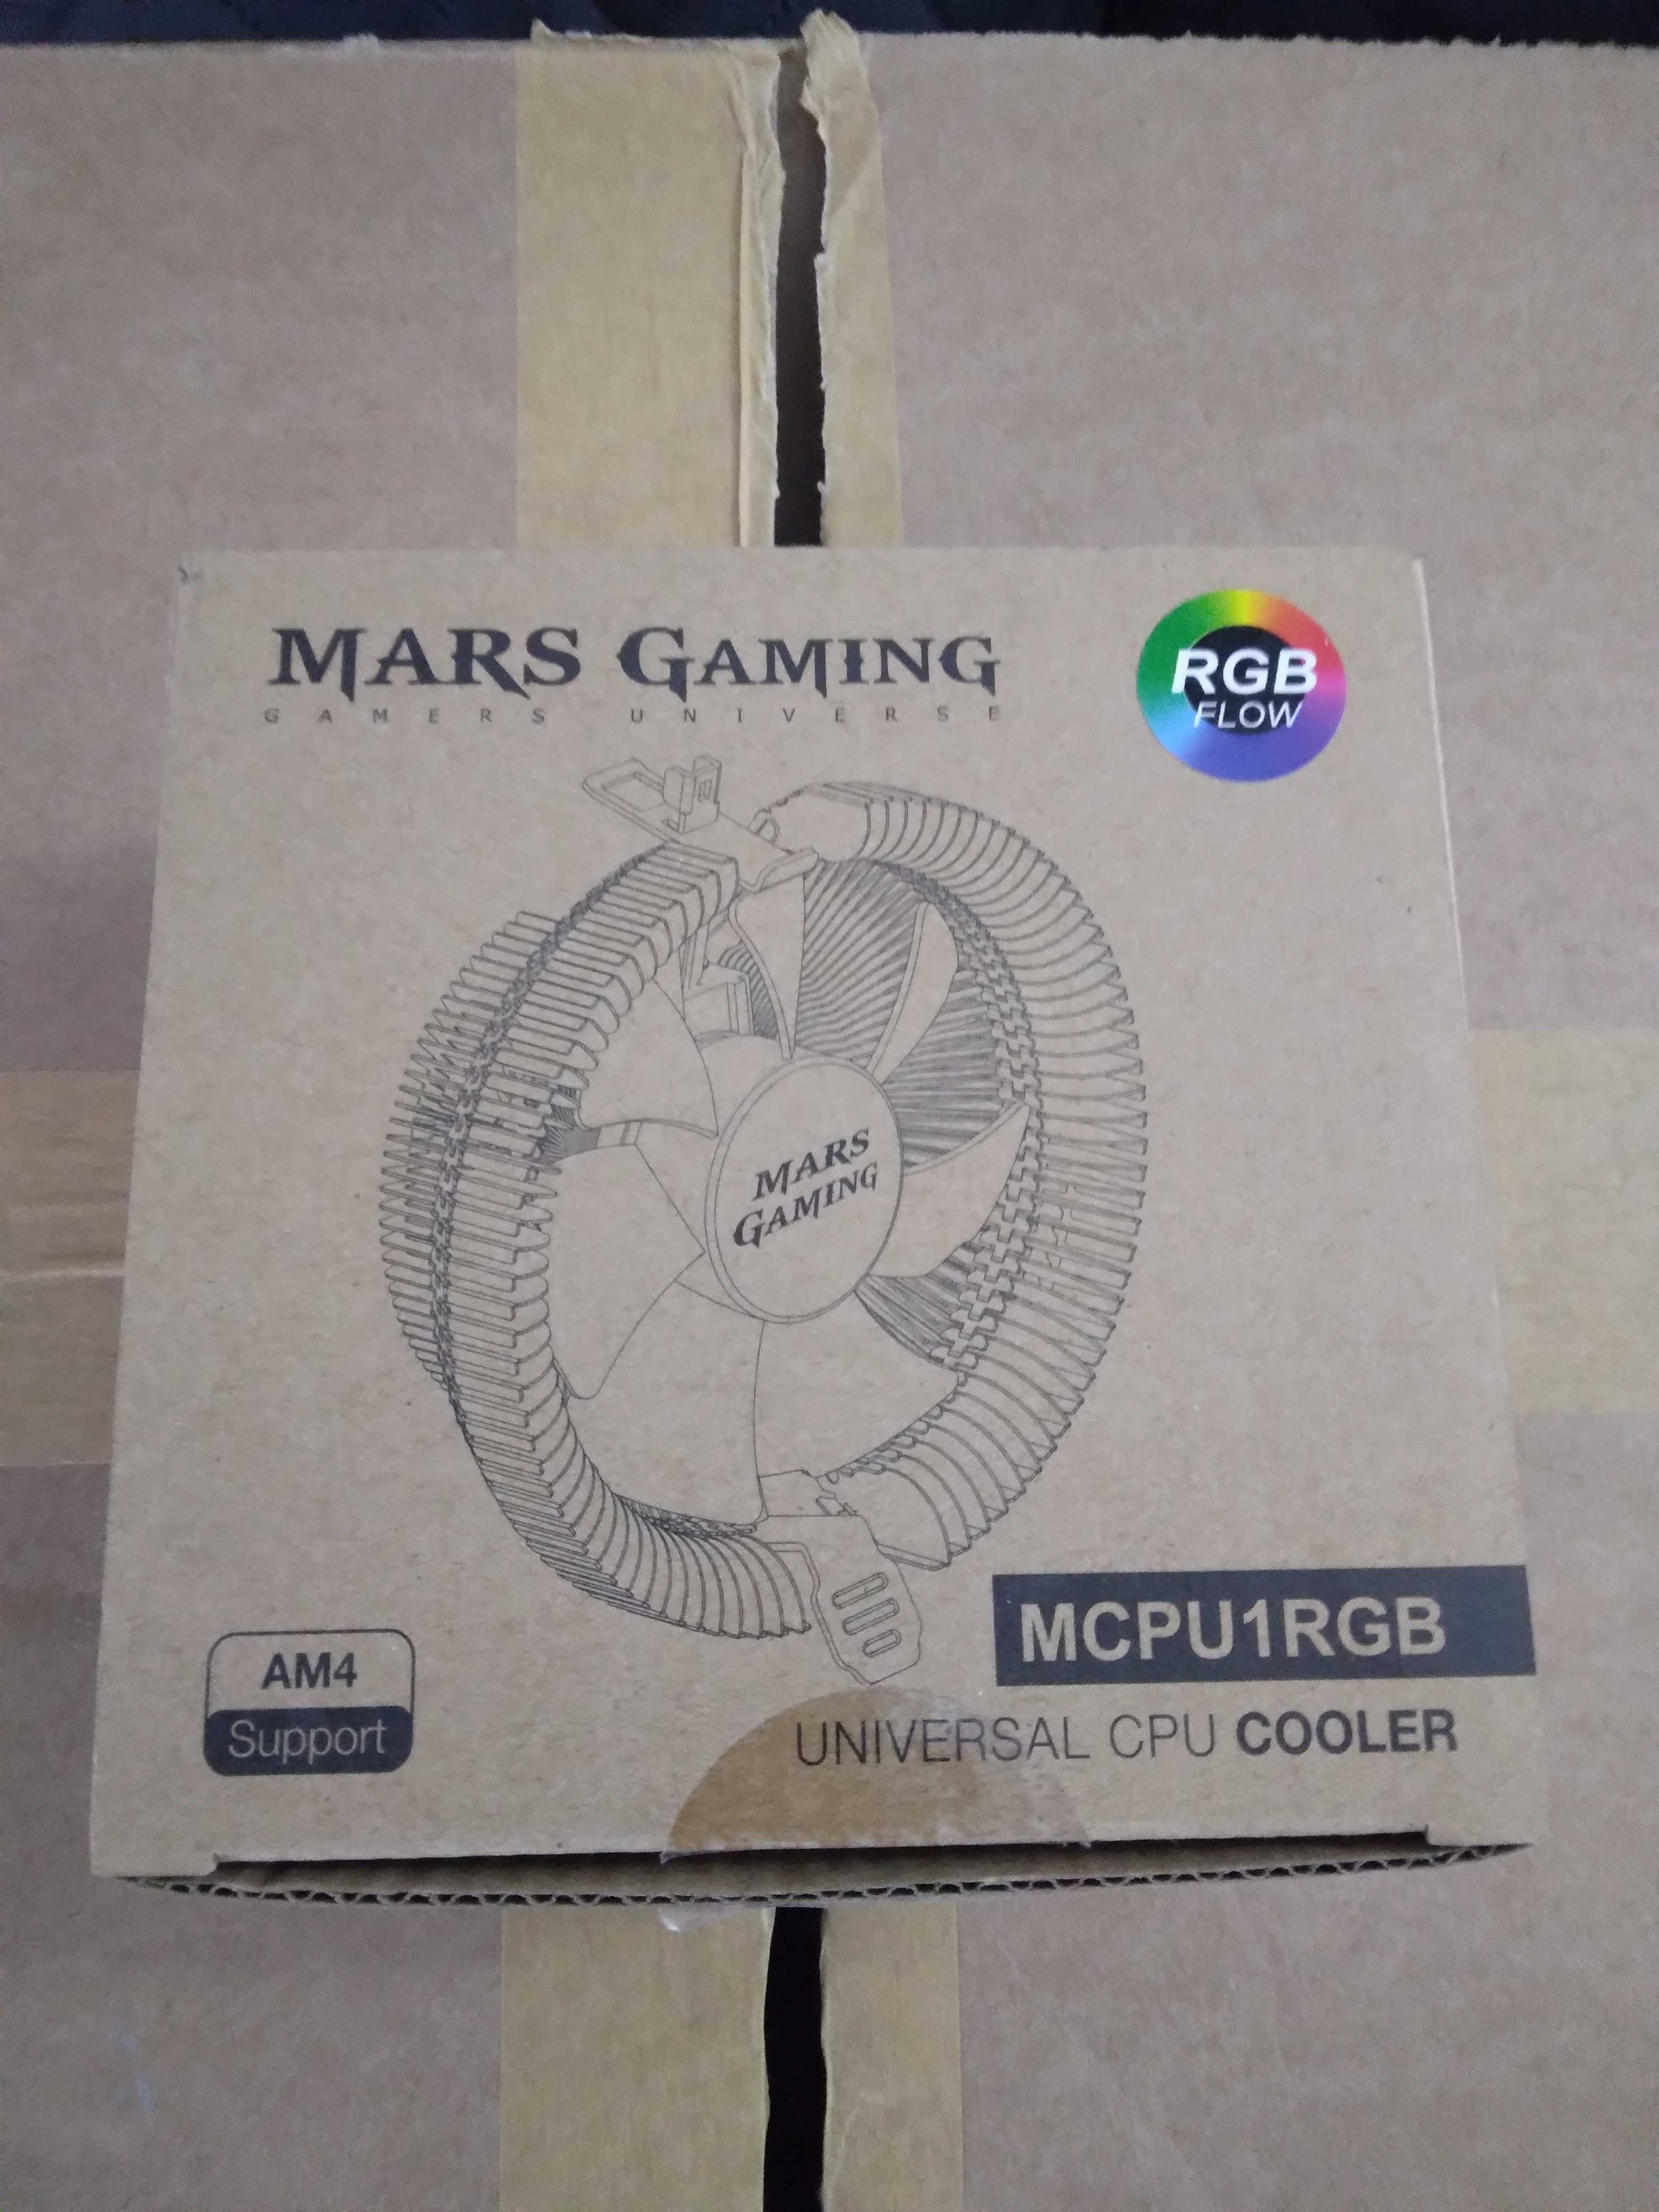 MARS GAMING
GAMERS UNIVERSE
RGB
FLOW
MARS
GAMING
MCPU1RGB
AM4
Support
UNIVERSAL CPU COOLER